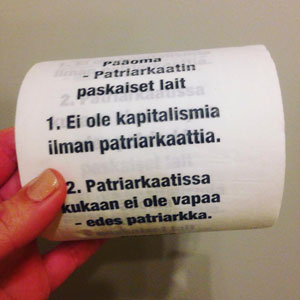 Pääoma
- Patriarkaatin
paskaiset lait
1. Ei ole kapitalismia
ilman patriarkaattia.
2. Patriarkaatissa
kukaan ei ole vapaa
- edes patriarkka.